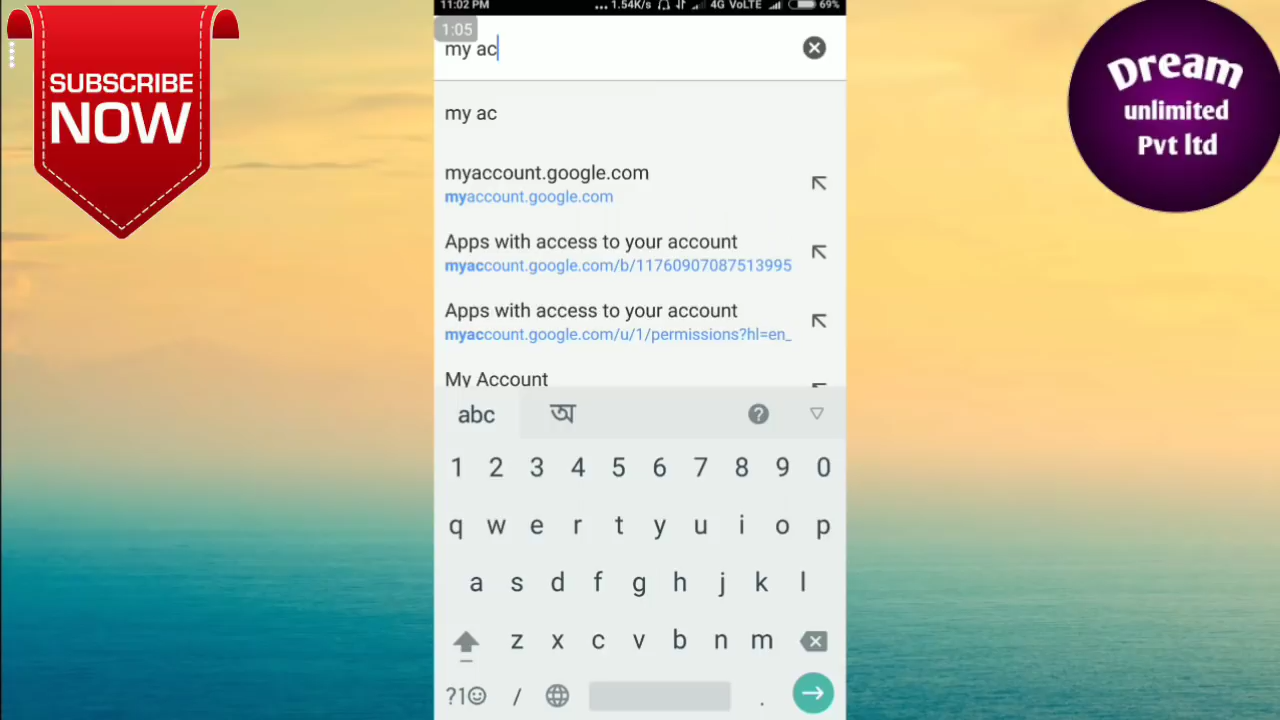 SUBSCRIBE
NOW
Dream
unlimited
Pvt ltd
11:02 PM ... 1.54K/s 4G VoLTE 69%
1:05
my ac
my ac
myaccount.google.com
myaccount.google.com
Apps with access to your account
myaccount.google.com/b/11760907087513995
Apps with access to your account
myaccount.google.com/u/1/permissions?hl=en_
My Account
abc অ ?
1 2 3 4 5 6 7 8 9 0
q w e r t y u i o p
a s d f g h j k l
z x c v b n m
?1☺ / .